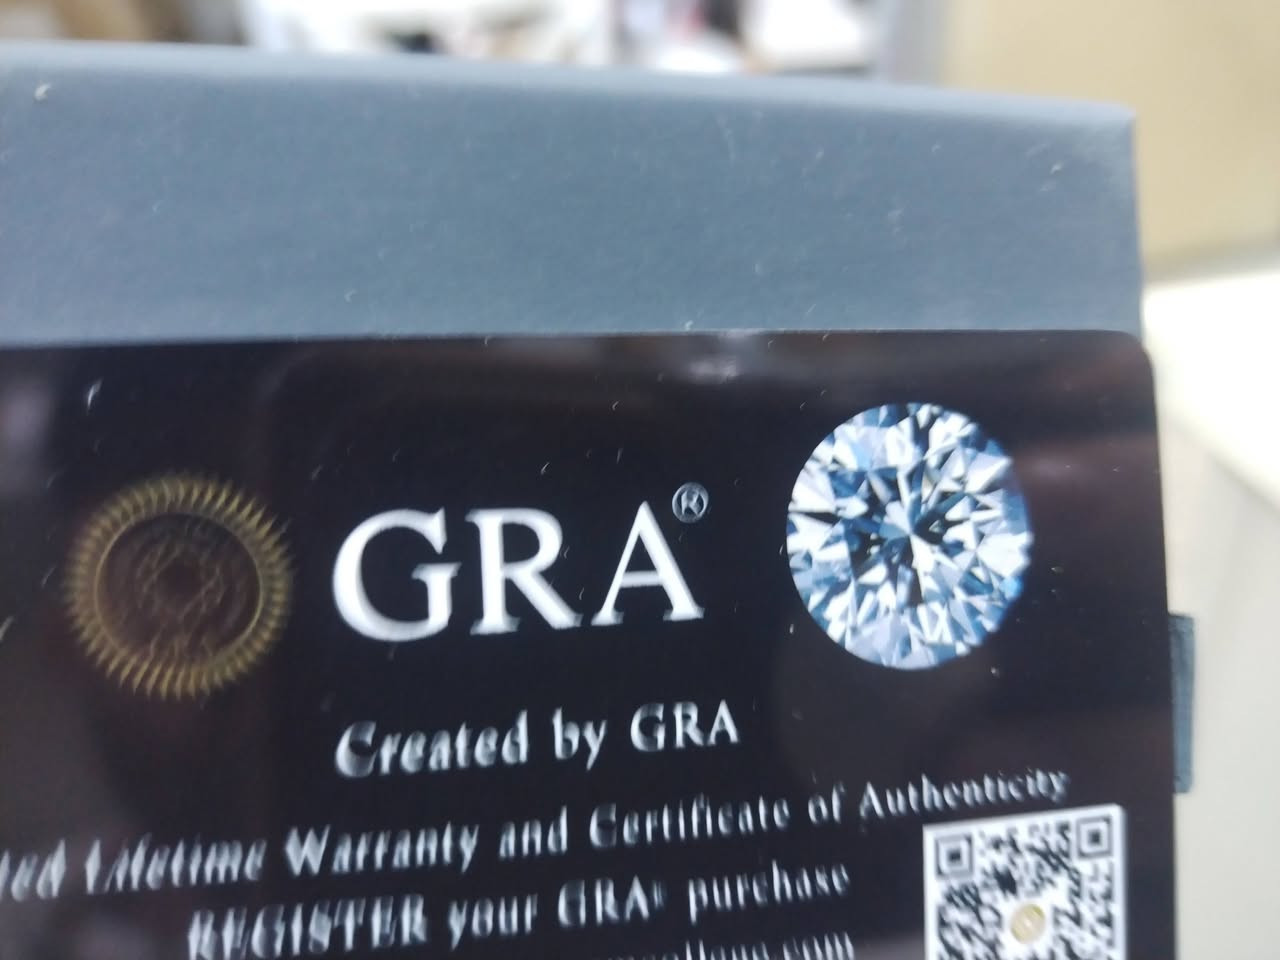 GRA®
Created by GRA
Lifetime Warranty and Certificate of Authenticity
REGISTER your GRA® purchase